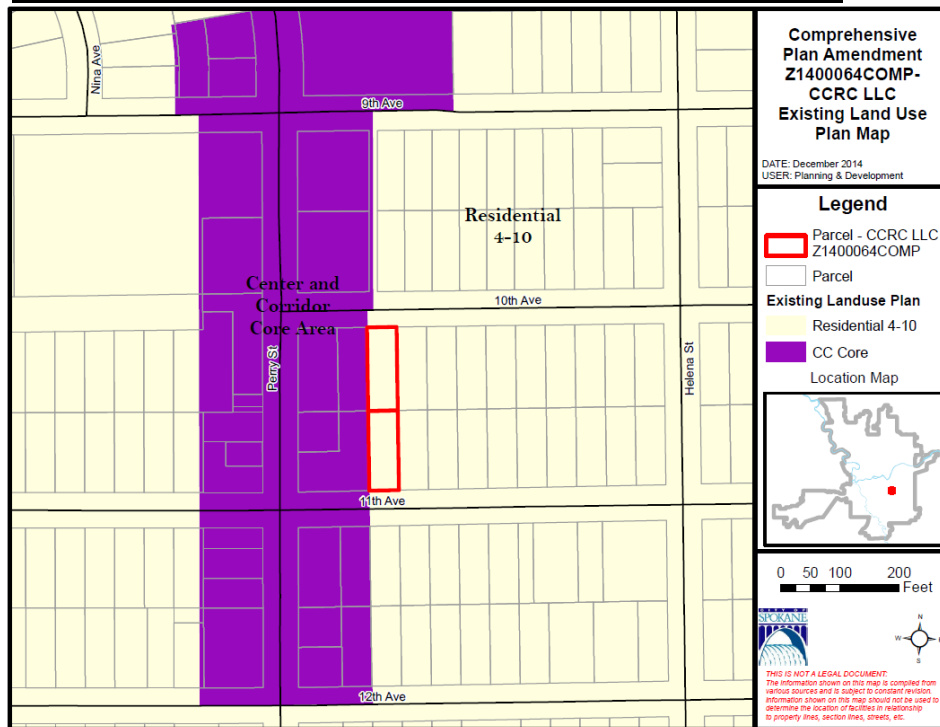 Nina Ave
9th Ave
Residential
4-10
Center and
Corridor
Core Area
10th Ave
Perry St
Helena St
11th Ave
12th Ave
Comprehensive
Plan Amendment
Z1400064COMP-
CCRC LLC
Existing Land Use
Plan Map
DATE: December 2014
USER: Planning & Development
Legend
Parcel - CCRC LLC
Z1400064COMP
Parcel
Existing Landuse Plan
Residential 4-10
CC Core
Location Map
0 50 100 200
Feet
CITY OF
SPOKANE
N
W
S
THIS IS NOT A LEGAL DOCUMENT:
The information shown on this map is compiled from
various sources and is subject to constant revision.
Information shown on this map should not be used to
determine the location of facilities in relationship
to property lines, section lines, streets, etc.